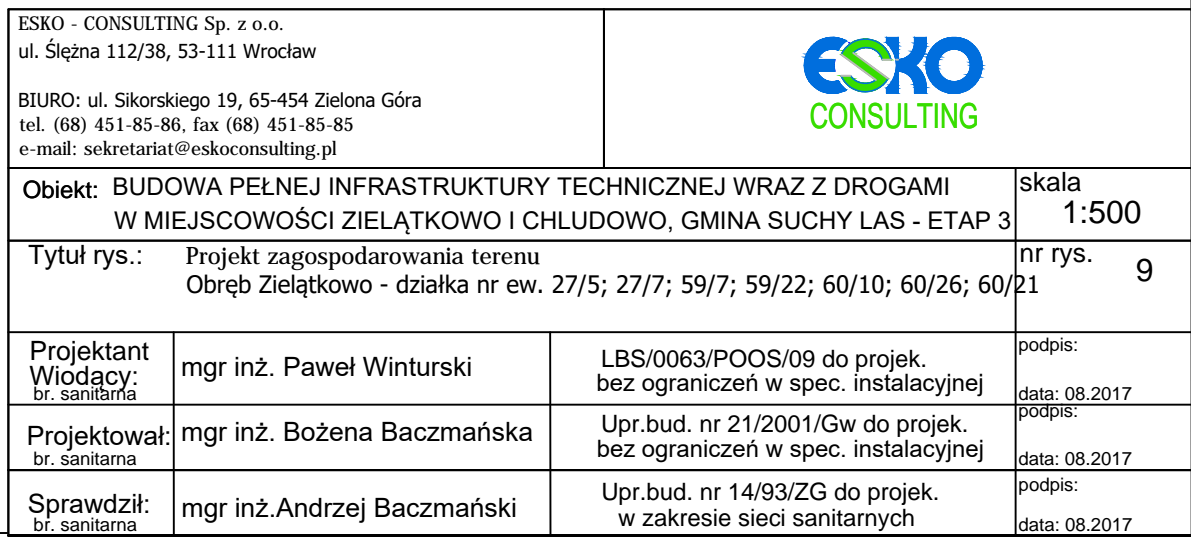 ESKO - CONSULTING Sp. z o.o.
ul. Ślężna 112/38, 53-111 Wrocław
BIURO: ul. Sikorskiego 19, 65-454 Zielona Góra
tel. (68) 451-85-86, fax (68) 451-85-85
e-mail: sekretariat@eskoconsulting.pl
ESKO
CONSULTING
Obiekt: BUDOWA PEŁNEJ INFRASTRUKTURY TECHNICZNEJ WRAZ Z DROGAMI
W MIEJSCOWOŚCI ZIELĄTKOWO I CHLUDOWO, GMINA SUCHY LAS - ETAP 3
skala
1:500
Tytuł rys.: Projekt zagospodarowania terenu
Obręb Zielątkowo - działka nr ew. 27/5; 27/7; 59/7; 59/22; 60/10; 60/26; 60/21
nr rys.
9
Projektant
Wiodący:
br. sanitarna
mgr inż. Paweł Winturski
LBS/0063/POOS/09 do projek.
bez ograniczeń w spec. instalacyjnej
podpis:
data: 08.2017
Projektował:
br. sanitarna
mgr inż. Bożena Baczmańska
Upr.bud. nr 21/2001/Gw do projek.
bez ograniczeń w spec. instalacyjnej
podpis:
data: 08.2017
Sprawdził:
br. sanitarna
mgr inż.Andrzej Baczmański
Upr.bud. nr 14/93/ZG do projek.
w zakresie sieci sanitarnych
podpis:
data: 08.2017